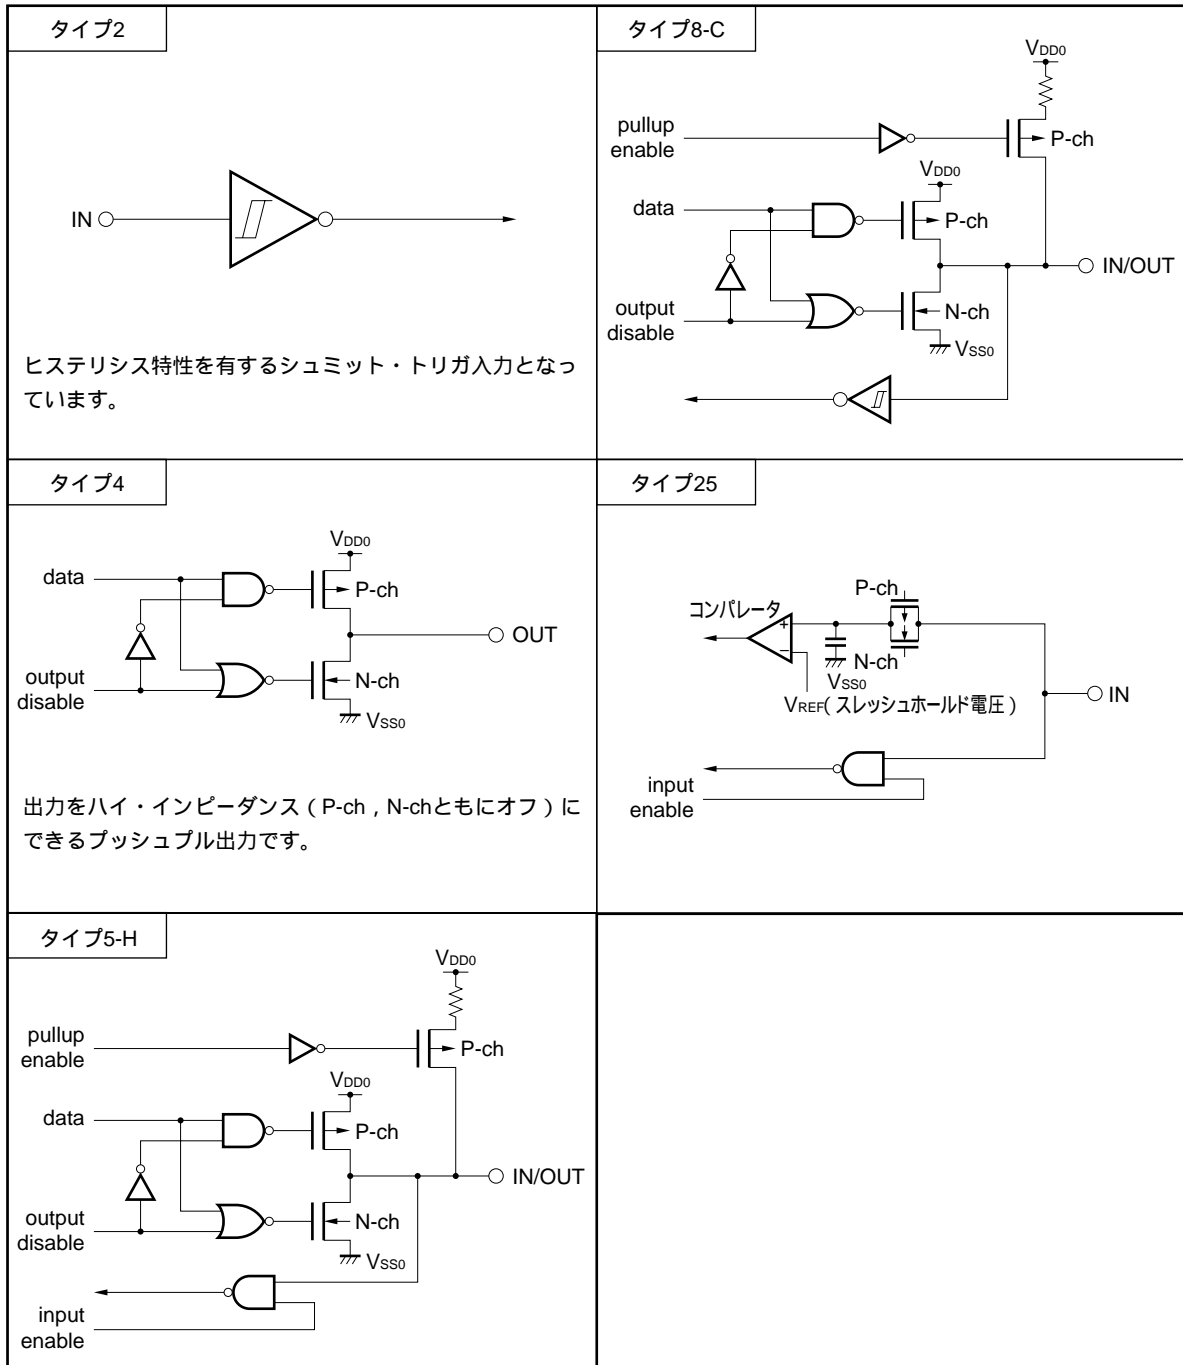 タイプ2
IN
ヒステリシス特性を有するシュミット・トリガ入力となっ
ています。
タイプ8-C
VDD0
pullup
enable
P-ch
VDD0
data
P-ch
IN/OUT
output
disable
N-ch
VSS0
タイプ4
VDD0
data
P-ch
OUT
output
disable
N-ch
VSS0
出力をハイ・インピーダンス（P-ch，N-chともにオフ）に
できるプッシュプル出力です。
タイプ25
P-ch
コンパレータ
+
−
N-ch
VSS0
VREF（スレッシュホールド電圧）
IN
input
enable
タイプ5-H
VDD0
pullup
enable
P-ch
VDD0
data
P-ch
IN/OUT
output
disable
N-ch
VSS0
input
enable